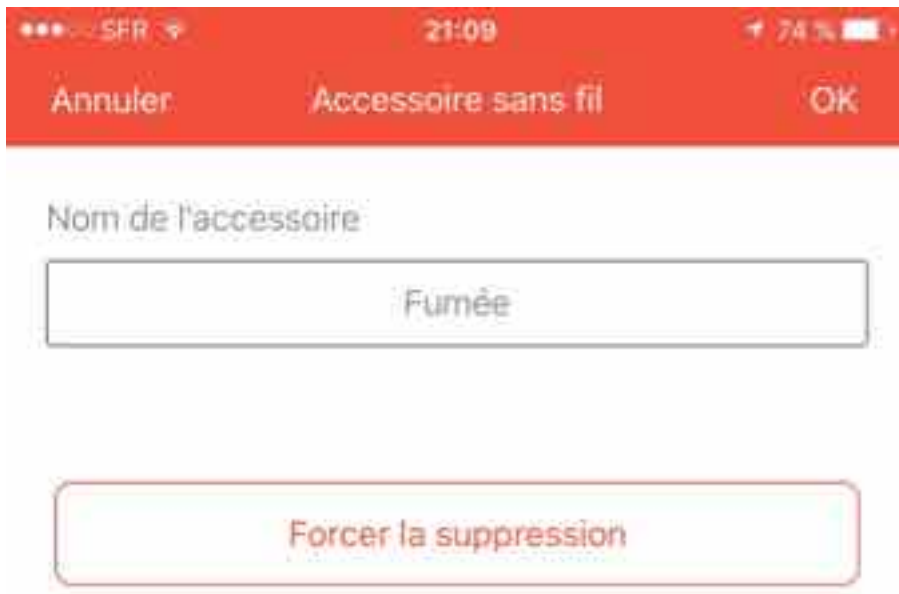 SFR 21:09 74 %
Annuler Accessoire sans fil OK
Nom de l'accessoire
Fumée
Forcer la suppression